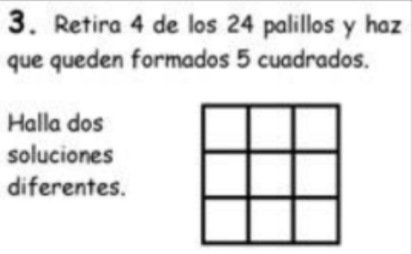 3. Retira 4 de los 24 palillos y haz
que queden formados 5 cuadrados.
Halla dos
soluciones
diferentes.